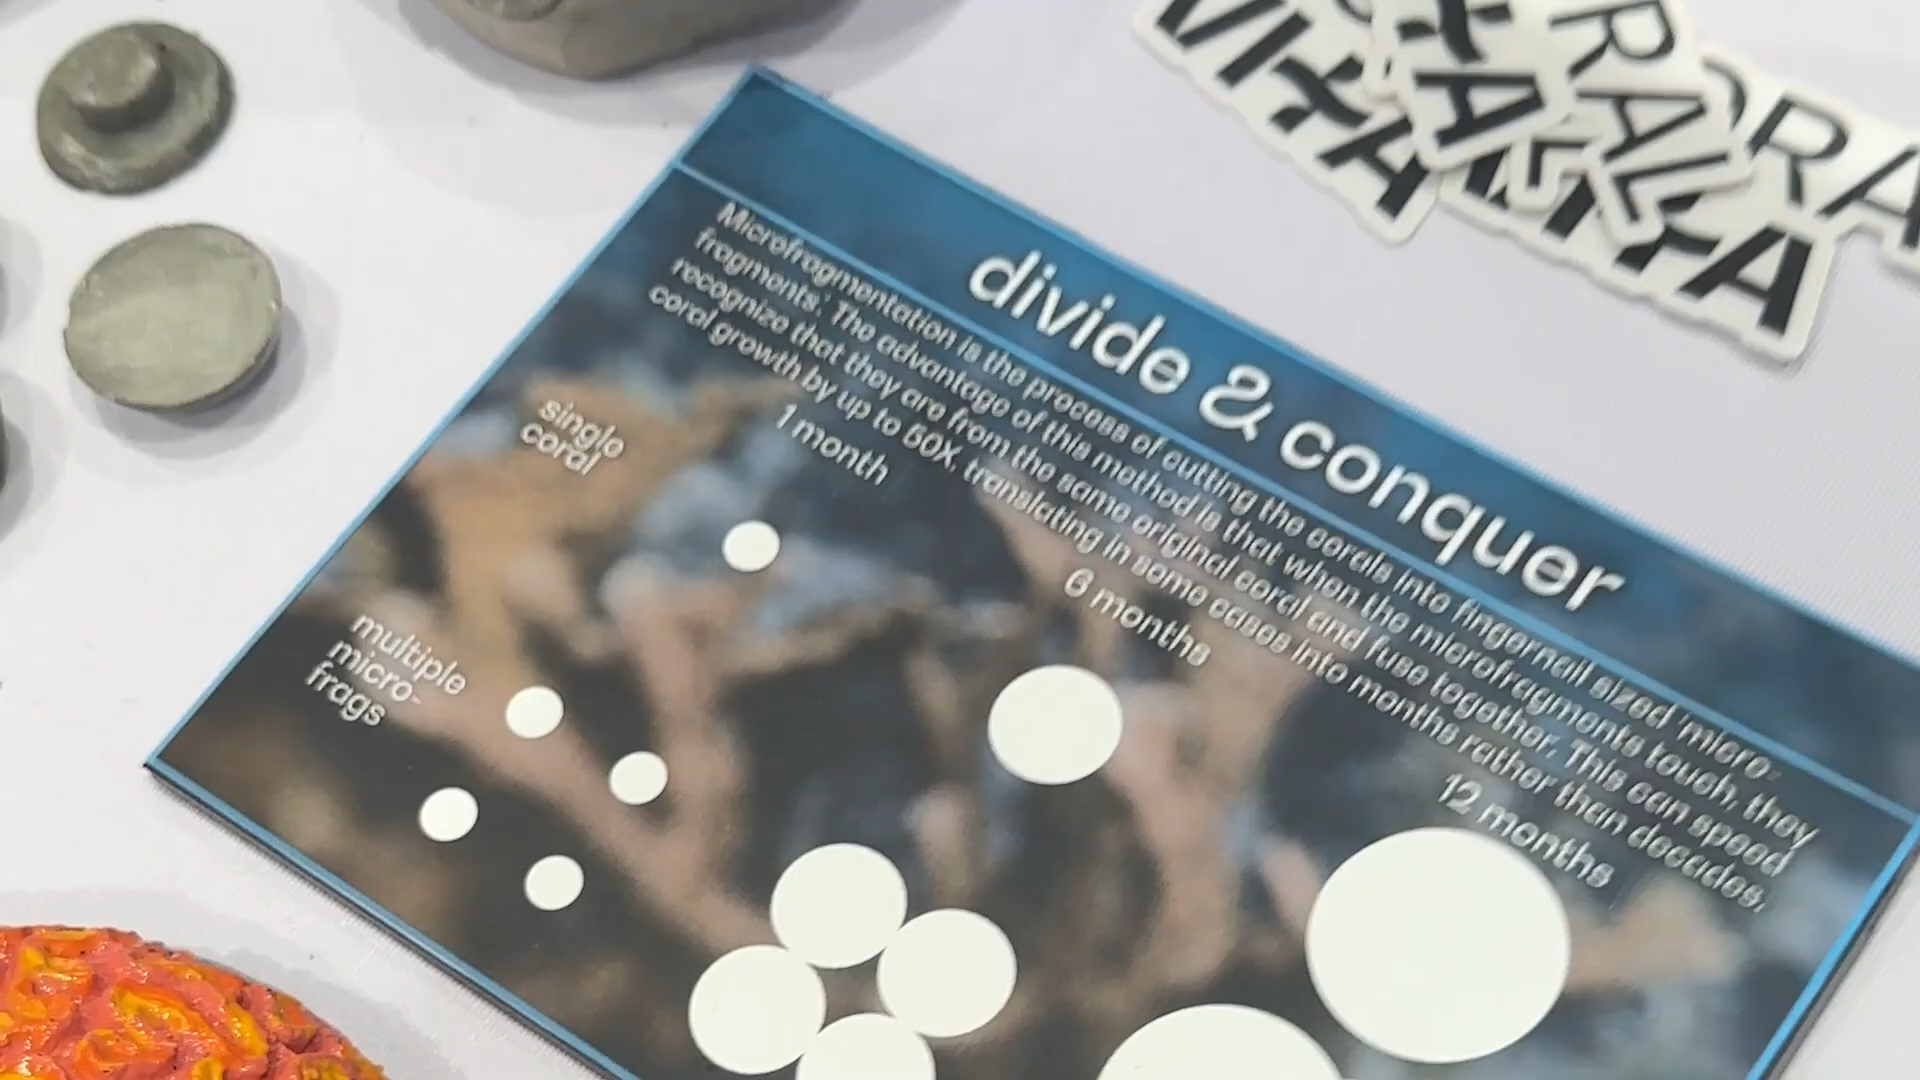 divide & conquer
Microfragmentation is the process of cutting the corals into fingernail sized 'micro-
fragments'. The advantage of this method is that when the microfragments touch, they
recognize that they are from the same original coral and fuse together. This can speed
coral growth by up to 50X, translating in some cases into months rather than decades.
1 month
6 months
12 months
single
coral
multiple
micro-
frags